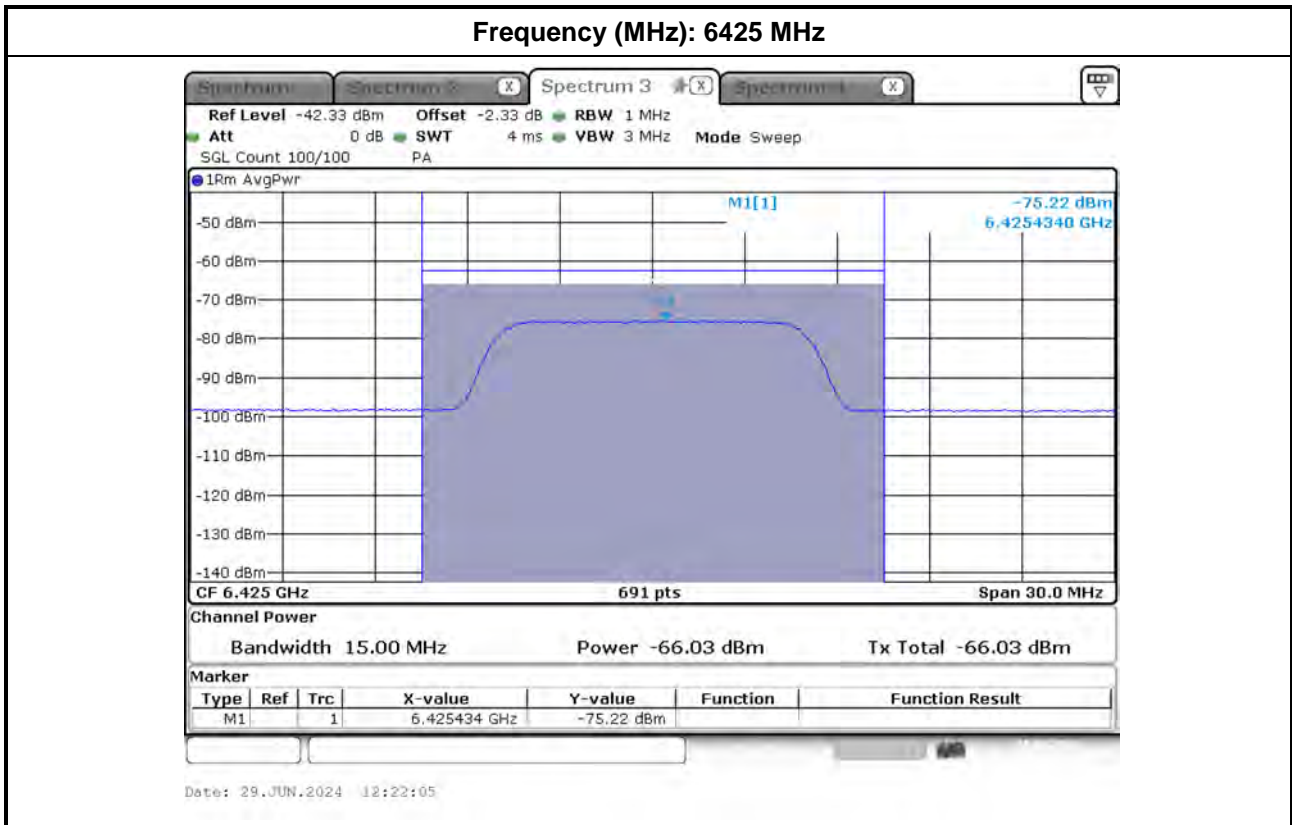 Frequency (MHz): 6425 MHz
Spectrum 3
Ref Level -42.33 dBm Offset -2.33 dB RBW 1 MHz
Att 0 dB SWT 4 ms VBW 3 MHz Mode Sweep
SGL Count 100/100 PA
1Rm AvgPwr
M1[1] -75.22 dBm
6.4254340 GHz
-50 dBm
-60 dBm
-70 dBm
-80 dBm
-90 dBm
-100 dBm
-110 dBm
-120 dBm
-130 dBm
-140 dBm
CF 6.425 GHz 691 pts Span 30.0 MHz
Channel Power
Bandwidth 15.00 MHz Power -66.03 dBm Tx Total -66.03 dBm
Marker
Type Ref Trc X-value Y-value Function Function Result
M1 1 6.425434 GHz -75.22 dBm
Date: 29.JUN.2024 12:22:05